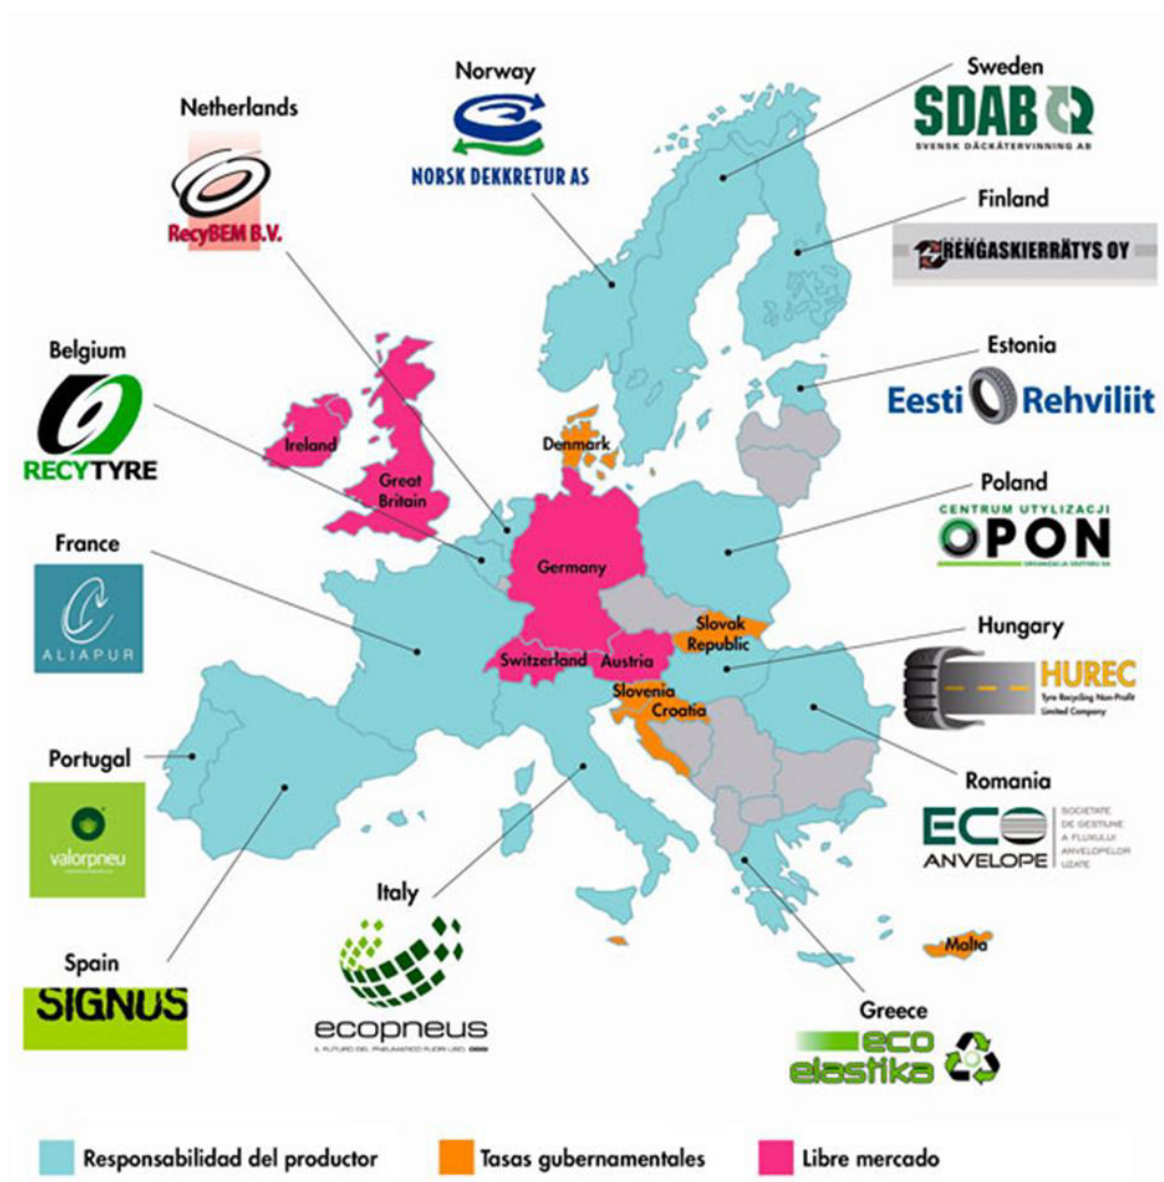 Norway
NORSK DEKKRETUR AS
Sweden
SDAB
SVENSK DÄCKÅTERVINNING AB
Netherlands
RecyBEM B.V.
Finland
RENGASKIERRÄTYS OY
Belgium
RECYTYRE
Estonia
Eesti Rehviliit
Ireland
Great
Britain
Denmark
Germany
Poland
CENTRUM UTYLIZACJI
OPON
France
ALIAPUR
Slovak
Republic
Switzerland
Austria
Slovenia
Croatia
Hungary
HUREC
Tyre Recycling Non-Profit
Limited Company
Portugal
valorpneu
Romania
ECO
ANVELOPE
SOCIETATE
DE GESTIUNE
A FLUXULUI
ANVELOPELOR
UZATE
Italy
ecopneus
Spain
SIGNUS
Malta
Greece
eco
elastika
Responsabilidad del productor
Tasas gubernamentales
Libre mercado